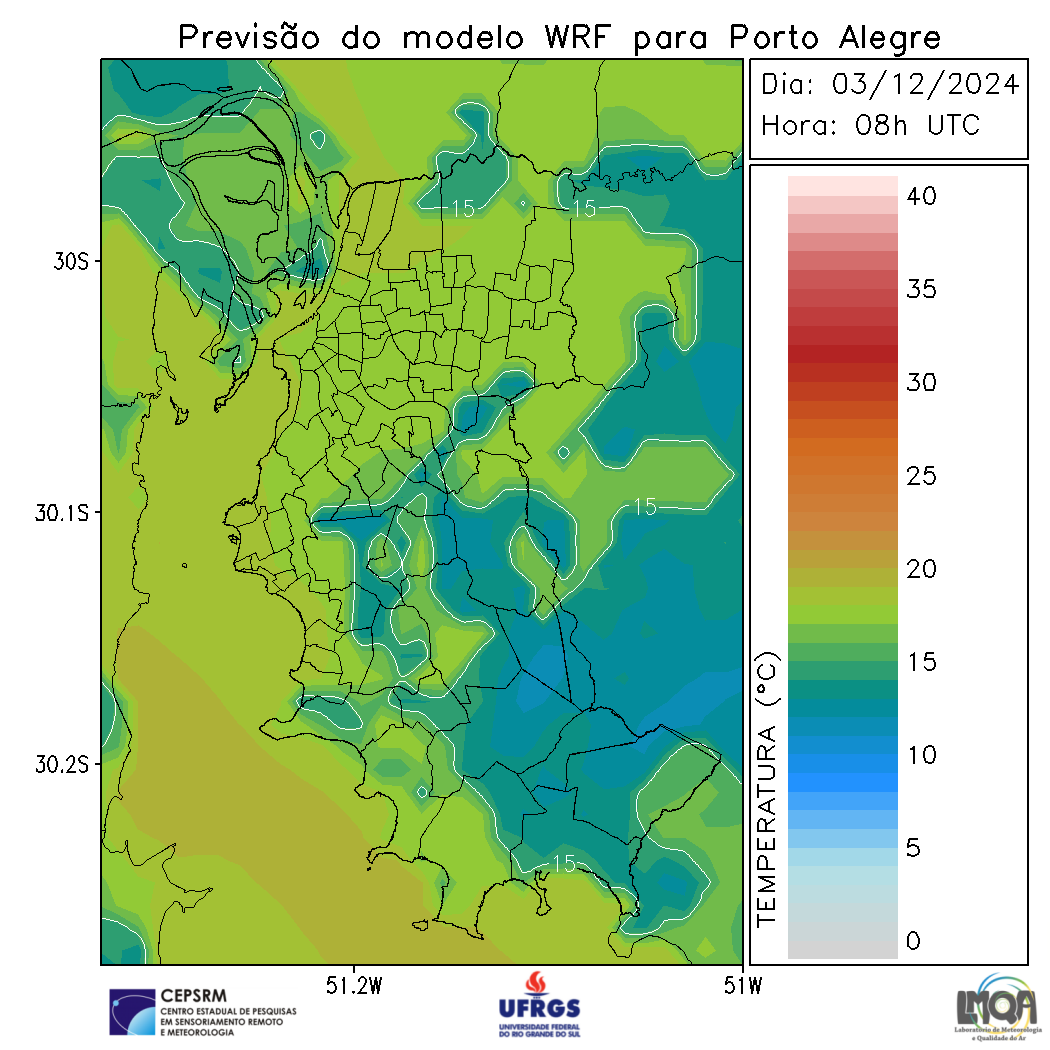 Previsão do modelo WRF para Porto Alegre
Dia: 03/12/2024
Hora: 08h UTC
40
35
30
25
20
15
10
5
0
TEMPERATURA (°C)
30S
30.1S
30.2S
51.2W
51W
15
15
15
15
CEPSRM
CENTRO ESTADUAL DE PESQUISAS
EM SENSORIAMENTO REMOTO
E METEOROLOGIA
UFRGS
UNIVERSIDADE FEDERAL
DO RIO GRANDE DO SUL
LMQA
Laboratório de Meteorologia
e Qualidade do Ar